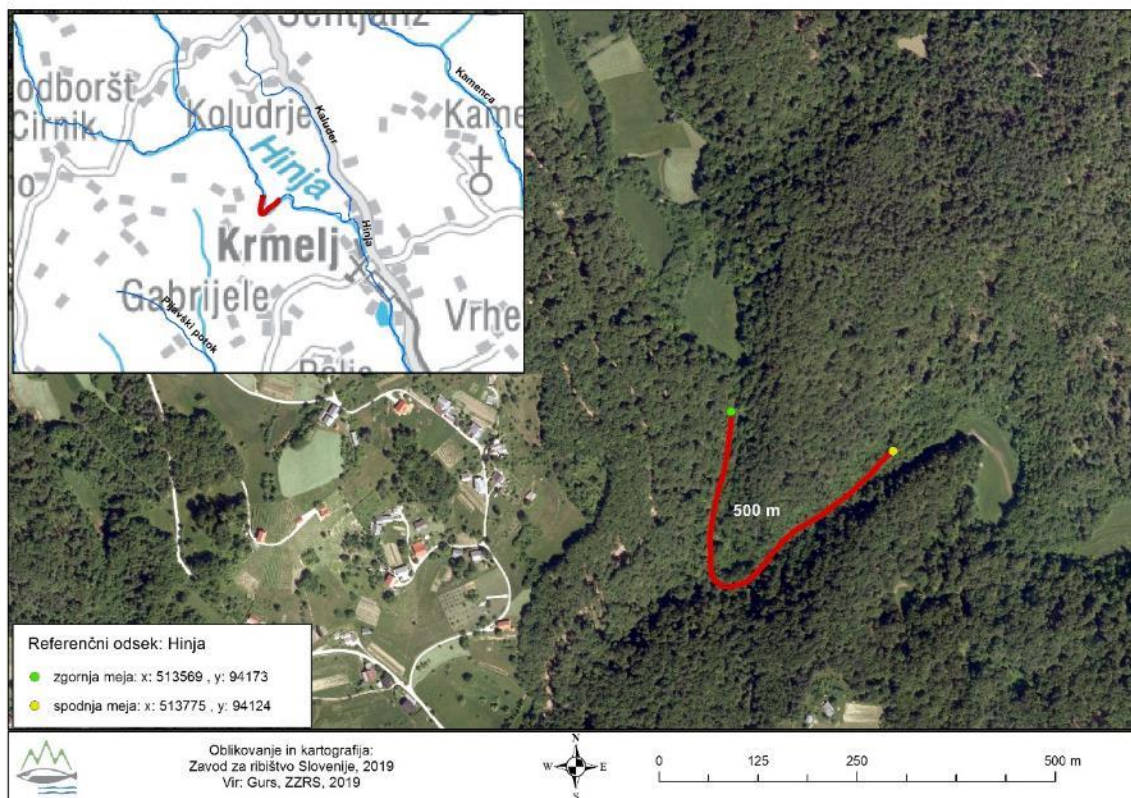 Šentjanž
Kamenca
odboršt
Cirnik
Koludrje
Kaluder
Kame
Hinja
Hinja
Krmelj
Gabrijele
Pijavški potok
Vrhe
500 m
Referenčni odsek: Hinja
zgornja meja: x: 513569 , y: 94173
spodnja meja: x: 513775 , y: 94124
Oblikovanje in kartografija:
Zavod za ribištvo Slovenije, 2019
Vir: Gurs, ZZRS, 2019
N
W E
S
0 125 250 500 m